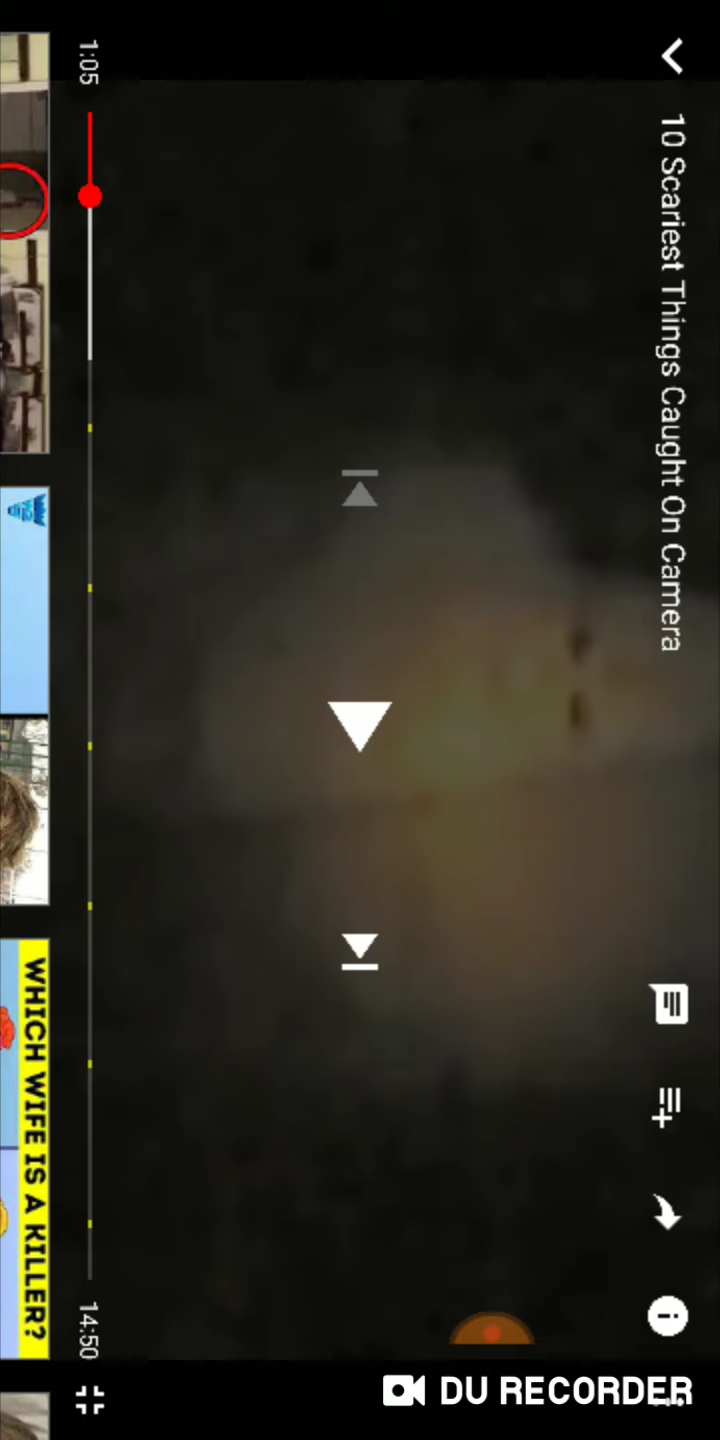 10 Scariest Things Caught On Camera
1:05
14:50
WHICH WIFE IS A KILLER?
DU RECORDER